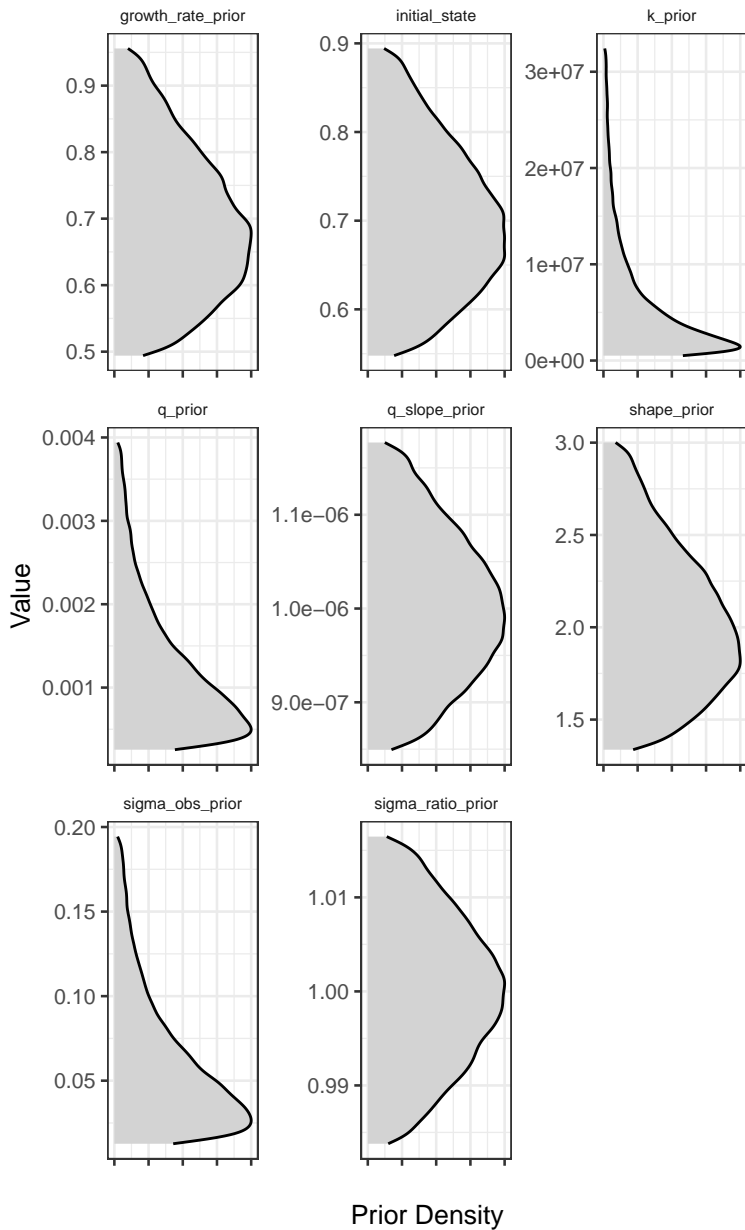 growth_rate_prior
initial_state
k_prior
0.9
0.8
0.7
0.6
0.5
0.9
0.8
0.7
0.6
3e+07
2e+07
1e+07
0e+00
q_prior
q_slope_prior
shape_prior
0.004
0.003
0.002
0.001
1.1e−06
1.0e−06
9.0e−07
3.0
2.5
2.0
1.5
Value
sigma_obs_prior
sigma_ratio_prior
0.20
0.15
0.10
0.05
1.01
1.00
0.99
Prior Density